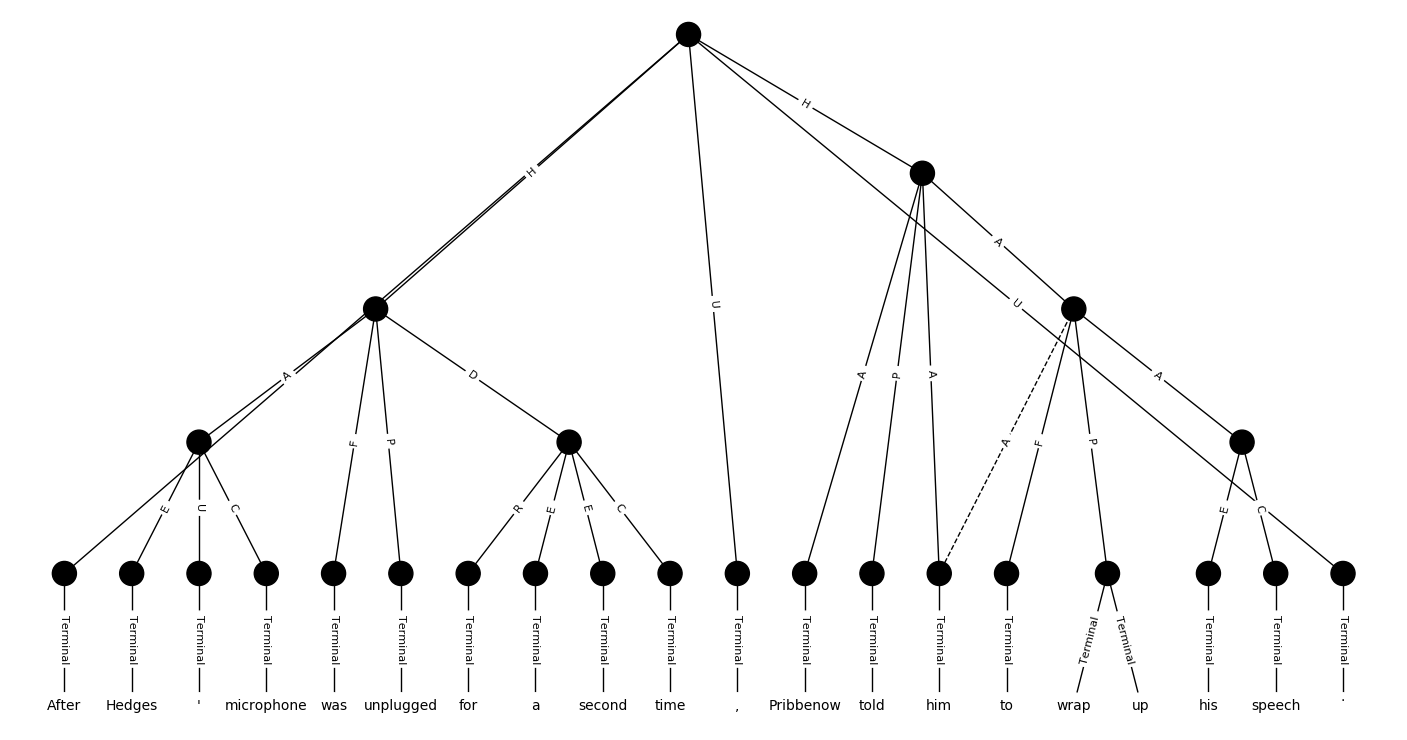 H
H
A
U
U
A
D
A
P
A
A
F
P
A
F
P
E
U
C
R
E
E
C
E
C
Terminal Terminal Terminal Terminal Terminal Terminal Terminal Terminal Terminal Terminal Terminal Terminal Terminal Terminal Terminal Terminal Terminal Terminal Terminal Terminal
After Hedges ' microphone was unplugged for a second time , Pribbenow told him to wrap up his speech .